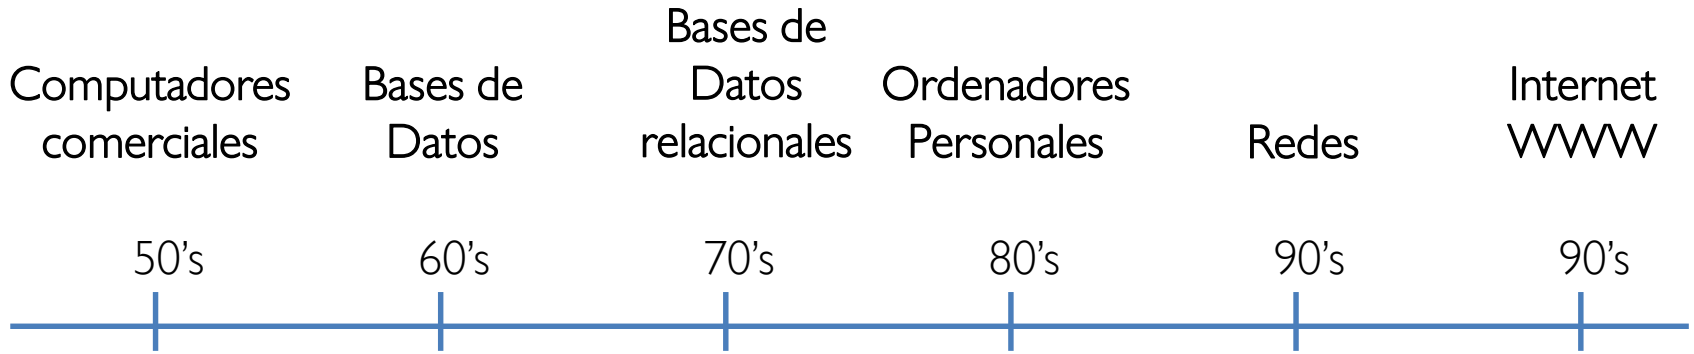 Computadores
comerciales
Bases de
Datos
Bases de
Datos
relacionales
Ordenadores
Personales
Redes
Internet
WWW
50's
60's
70's
80's
90's
90's